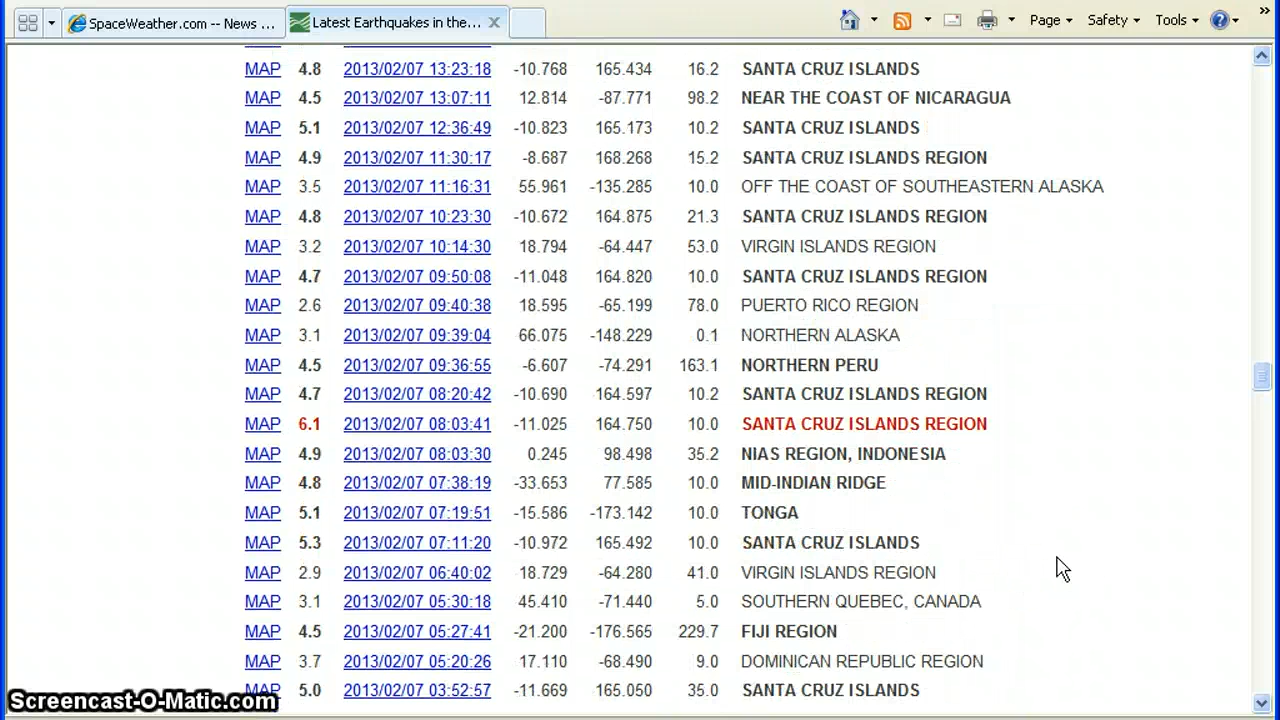 SpaceWeather.com -- News ...
Latest Earthquakes in the...
Page
Safety
Tools
MAP 4.8 2013/02/07 13:23:18 -10.768 165.434 16.2 SANTA CRUZ ISLANDS
MAP 4.5 2013/02/07 13:07:11 12.814 -87.771 98.2 NEAR THE COAST OF NICARAGUA
MAP 5.1 2013/02/07 12:36:49 -10.823 165.173 10.2 SANTA CRUZ ISLANDS
MAP 4.9 2013/02/07 11:30:17 -8.687 168.268 15.2 SANTA CRUZ ISLANDS REGION
MAP 3.5 2013/02/07 11:16:31 55.961 -135.285 10.0 OFF THE COAST OF SOUTHEASTERN ALASKA
MAP 4.8 2013/02/07 10:23:30 -10.672 164.875 21.3 SANTA CRUZ ISLANDS REGION
MAP 3.2 2013/02/07 10:14:30 18.794 -64.447 53.0 VIRGIN ISLANDS REGION
MAP 4.7 2013/02/07 09:50:08 -11.048 164.820 10.0 SANTA CRUZ ISLANDS REGION
MAP 2.6 2013/02/07 09:40:38 18.595 -65.199 78.0 PUERTO RICO REGION
MAP 3.1 2013/02/07 09:39:04 66.075 -148.229 0.1 NORTHERN ALASKA
MAP 4.5 2013/02/07 09:36:55 -6.607 -74.291 163.1 NORTHERN PERU
MAP 4.7 2013/02/07 08:20:42 -10.690 164.597 10.2 SANTA CRUZ ISLANDS REGION
MAP 6.1 2013/02/07 08:03:41 -11.025 164.750 10.0 SANTA CRUZ ISLANDS REGION
MAP 4.9 2013/02/07 08:03:30 0.245 98.498 35.2 NIAS REGION, INDONESIA
MAP 4.8 2013/02/07 07:38:19 -33.653 77.585 10.0 MID-INDIAN RIDGE
MAP 5.1 2013/02/07 07:19:51 -15.586 -173.142 10.0 TONGA
MAP 5.3 2013/02/07 07:11:20 -10.972 165.492 10.0 SANTA CRUZ ISLANDS
MAP 2.9 2013/02/07 06:40:02 18.729 -64.280 41.0 VIRGIN ISLANDS REGION
MAP 3.1 2013/02/07 05:30:18 45.410 -71.440 5.0 SOUTHERN QUEBEC, CANADA
MAP 4.5 2013/02/07 05:27:41 -21.200 -176.565 229.7 FIJI REGION
MAP 3.7 2013/02/07 05:20:26 17.110 -68.490 9.0 DOMINICAN REPUBLIC REGION
MAP 5.0 2013/02/07 03:52:57 -11.669 165.050 35.0 SANTA CRUZ ISLANDS
Screencast-O-Matic.com